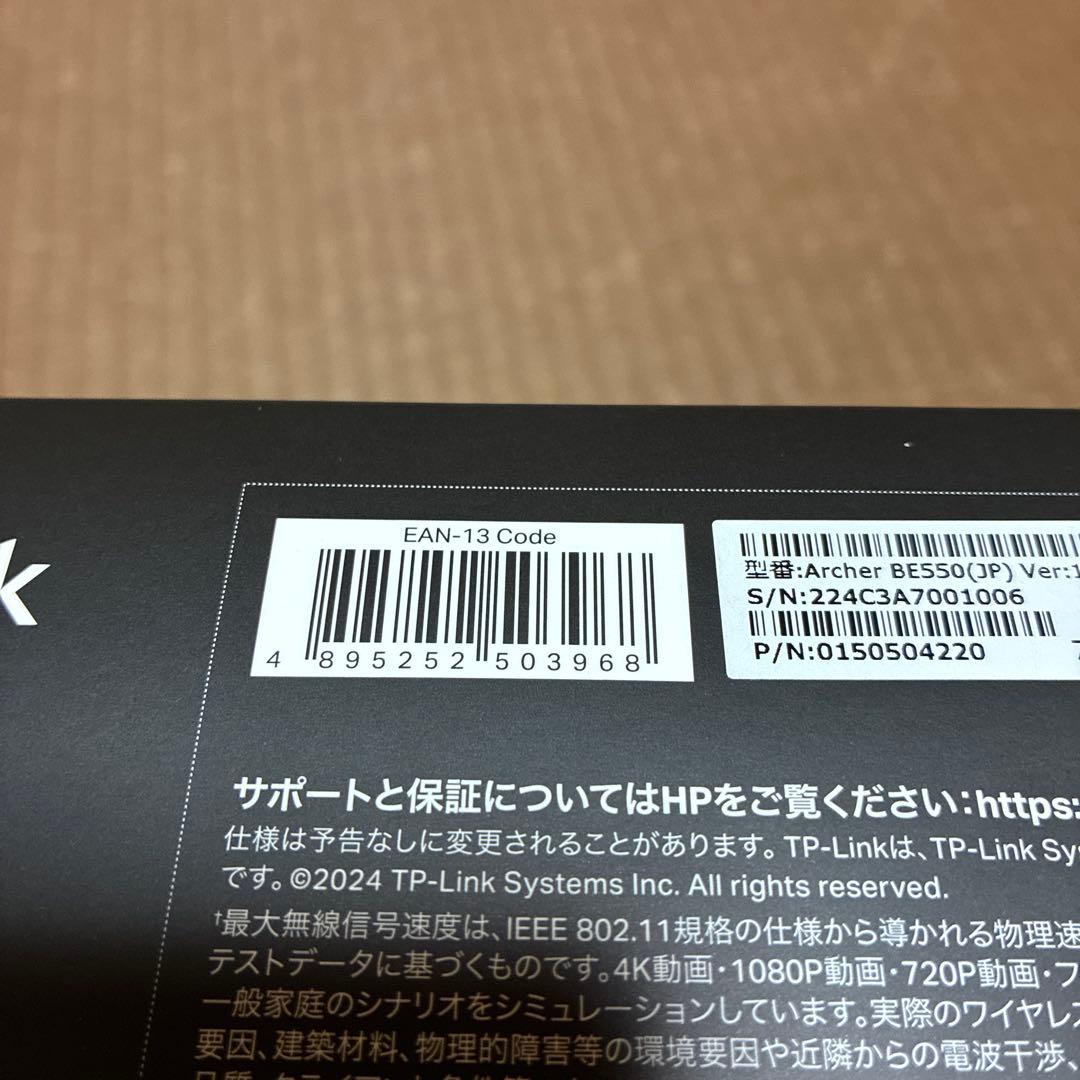 k
EAN-13 Code
4 895252 503968
型番:Archer BE550(JP) Ver:1
S/N:224C3A7001006
P/N:0150504220
サポートと保証についてはHPをご覧ください:https:
仕様は予告なしに変更されることがあります。TP-Linkは、TP-Link Sy
です。©2024 TP-Link Systems Inc. All rights reserved.
†最大無線信号速度は、IEEE 802.11規格の仕様から導かれる物理速
テストデータに基づくものです。4K動画・1080P動画・720P動画・フ
一般家庭のシナリオをシミュレーションしています。実際のワイヤレス
要因、建築材料、物理的障害等の環境要因や近隣からの電波干渉、